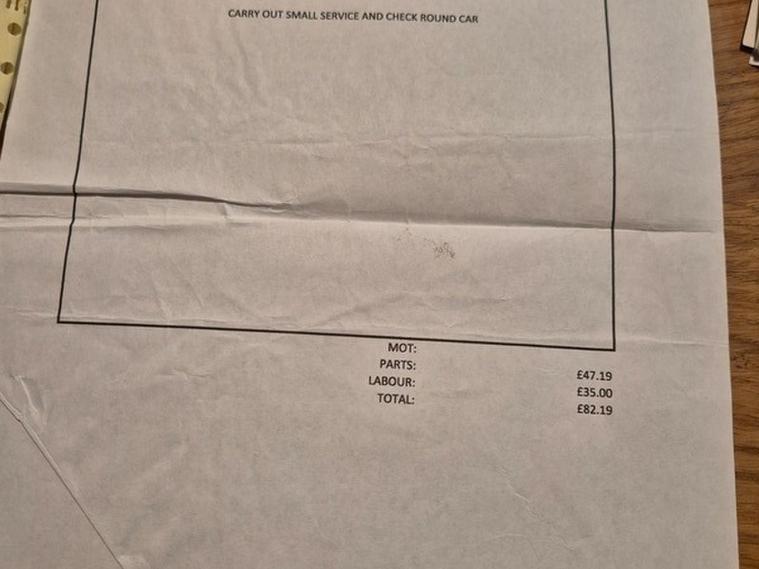 CARRY OUT SMALL SERVICE AND CHECK ROUND CAR
MOT:
PARTS: £47.19
LABOUR: £35.00
TOTAL: £82.19